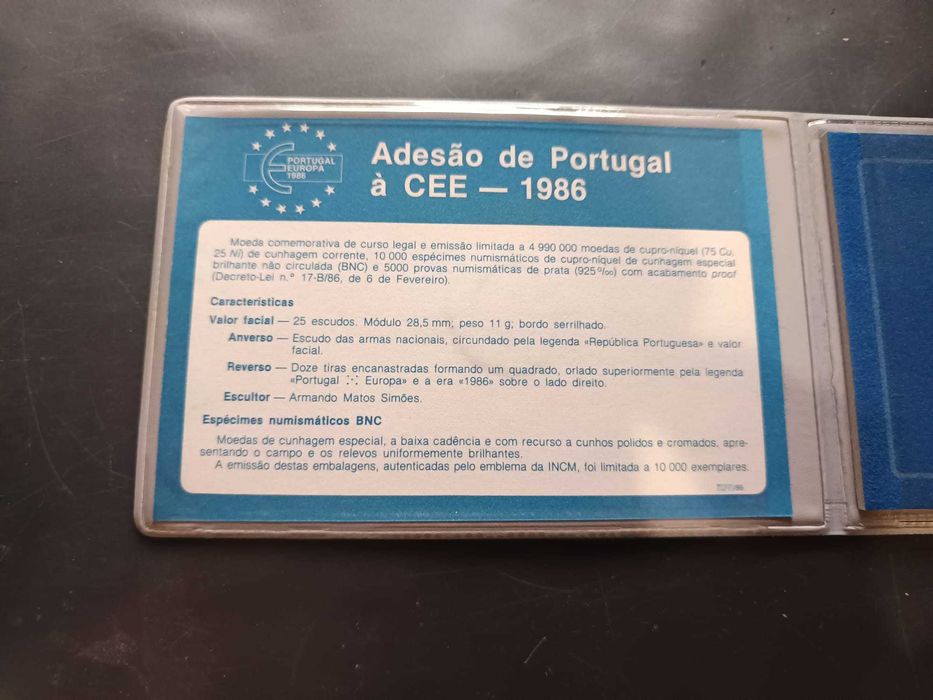 PORTUGAL
EUROPA
1986
Adesão de Portugal
à CEE — 1986
Moeda comemorativa de curso legal e emissão limitada a 4 990 000 moedas de cupro-níquel (75 Cu,
25 Ni) de cunhagem corrente, 10 000 espécimes numismáticos de cupro-níquel de cunhagem especial
brilhante não circulada (BNC) e 5000 provas numismáticas de prata (925‰) com acabamento proof
(Decreto-Lei n.º 17-B/86, de 6 de Fevereiro).
Características
Valor facial — 25 escudos. Módulo 28,5 mm; peso 11 g; bordo serrilhado.
Anverso — Escudo das armas nacionais, circundado pela legenda «República Portuguesa» e valor
facial.
Reverso — Doze tiras encanastradas formando um quadrado, orlado superiormente pela legenda
«Portugal ⁘ Europa» e a era «1986» sobre o lado direito.
Escultor — Armando Matos Simões.
Espécimes numismáticos BNC
Moedas de cunhagem especial, a baixa cadência e com recurso a cunhos polidos e cromados, apre-
sentando o campo e os relevos uniformemente brilhantes.
A emissão destas embalagens, autenticadas pelo emblema da INCM, foi limitada a 10 000 exemplares.